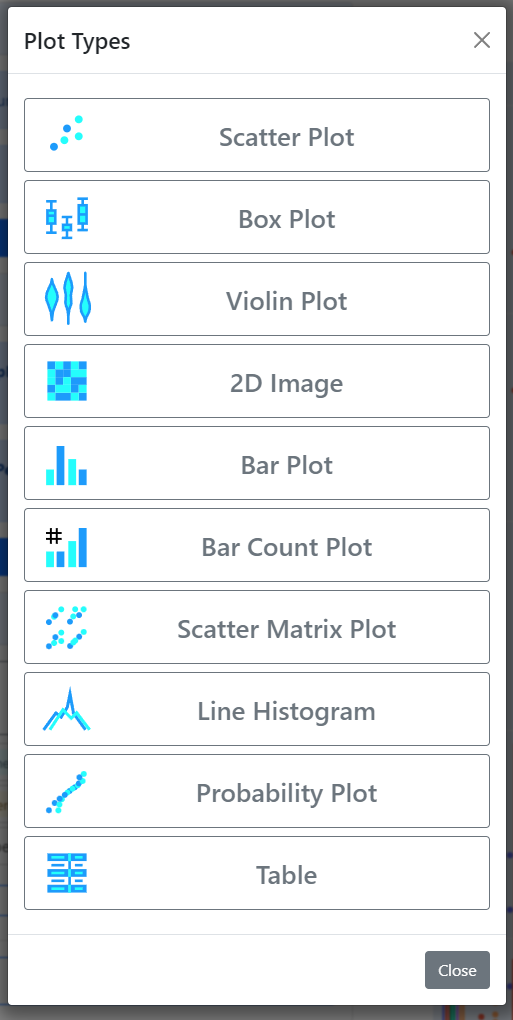 Plot Types
Scatter Plot
Box Plot
Violin Plot
2D Image
Bar Plot
#
Bar Count Plot
Scatter Matrix Plot
Line Histogram
Probability Plot
Table
Close